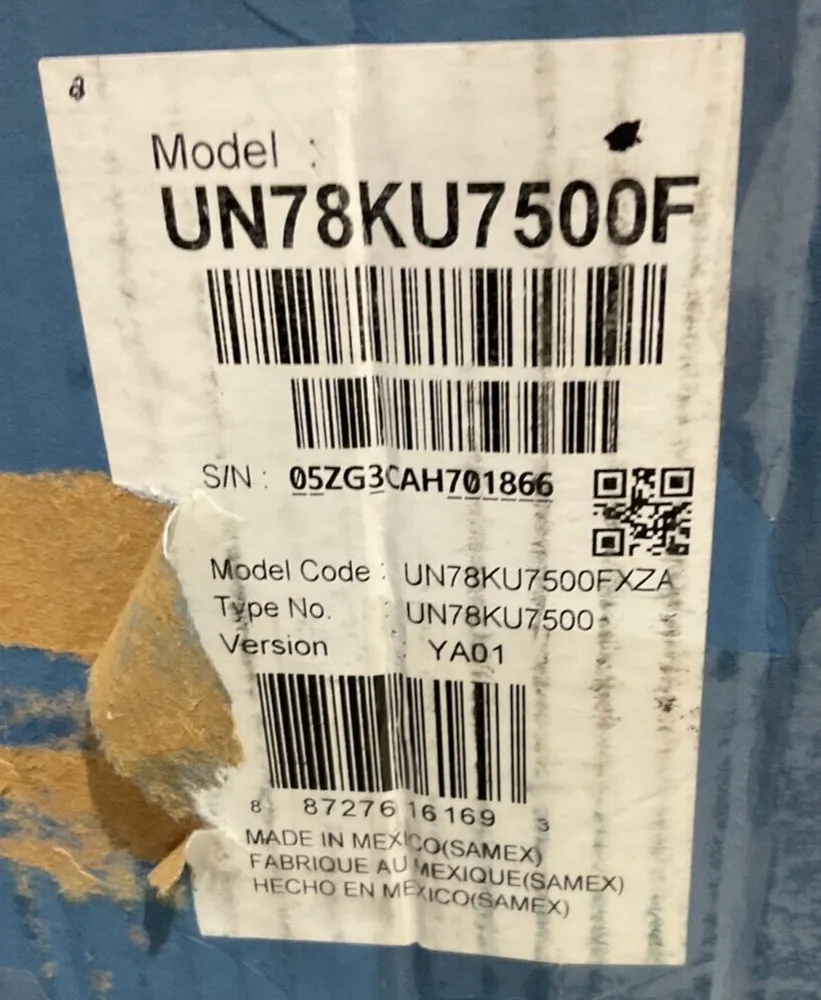 Model :
UN78KU7500F
S/N : 05ZG3CAH701866
Model Code : UN78KU7500FXZA
Type No. : UN78KU7500
Version : YA01
8 87276 16169 3
MADE IN MEXICO(SAMEX)
FABRIQUE AU MEXIQUE(SAMEX)
HECHO EN MEXICO(SAMEX)